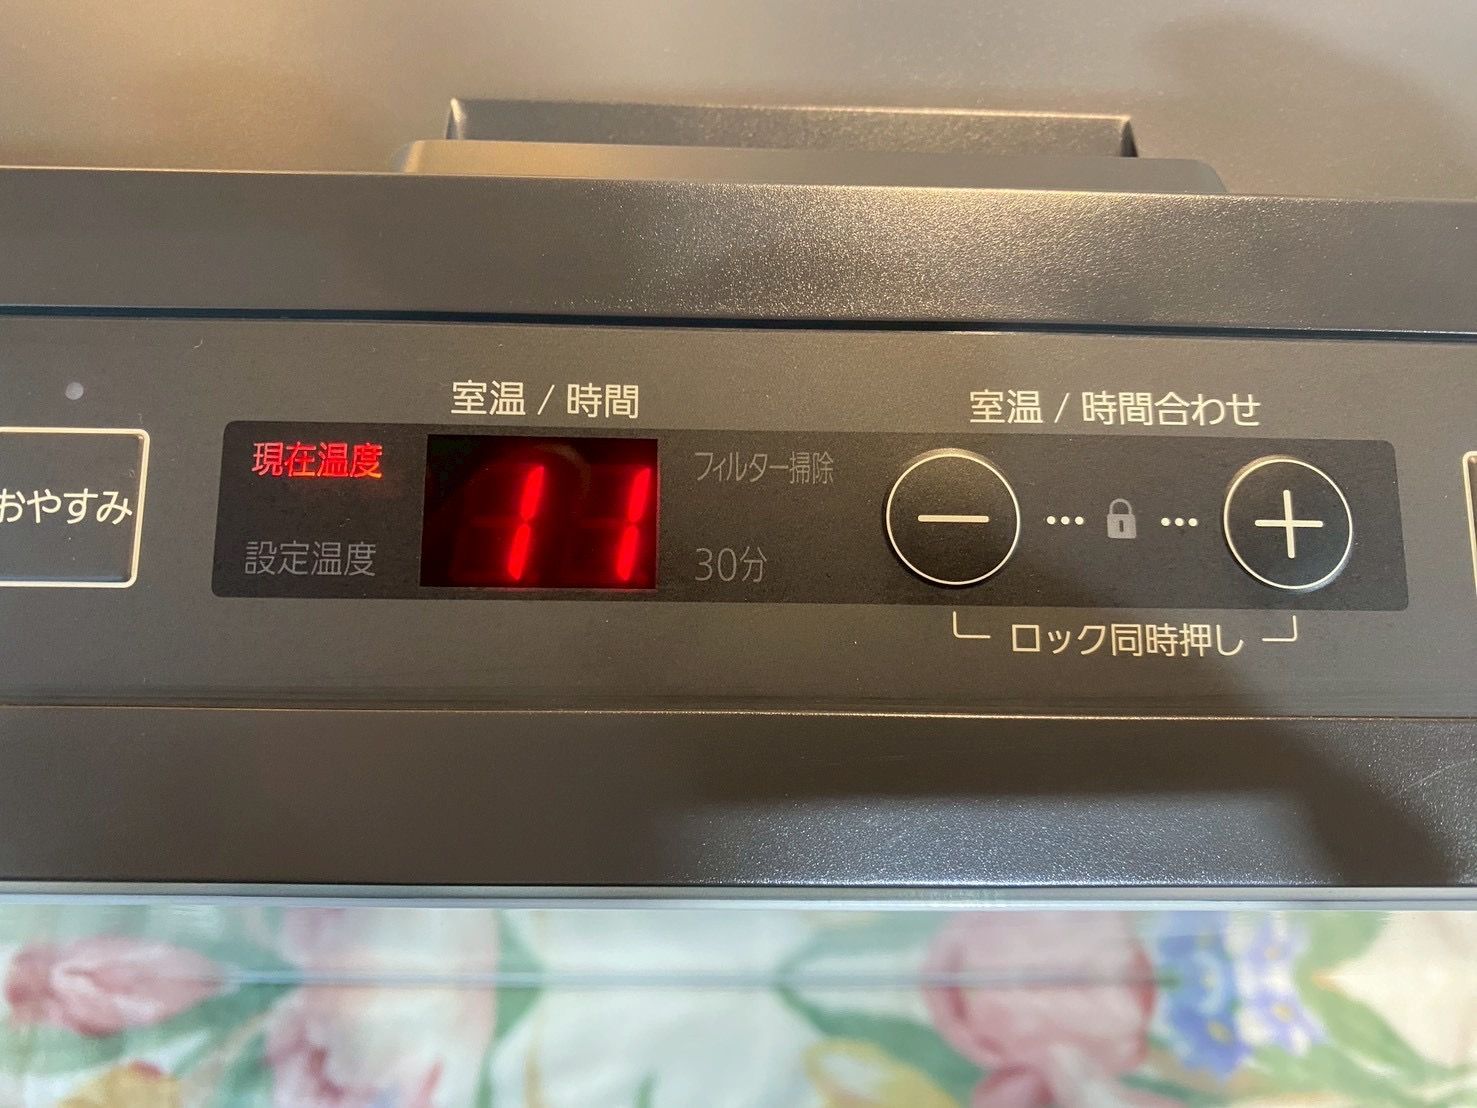 室温 / 時間
室温 / 時間合わせ
おやすみ
現在温度
11
フィルター掃除
設定温度
30分
ロック同時押し